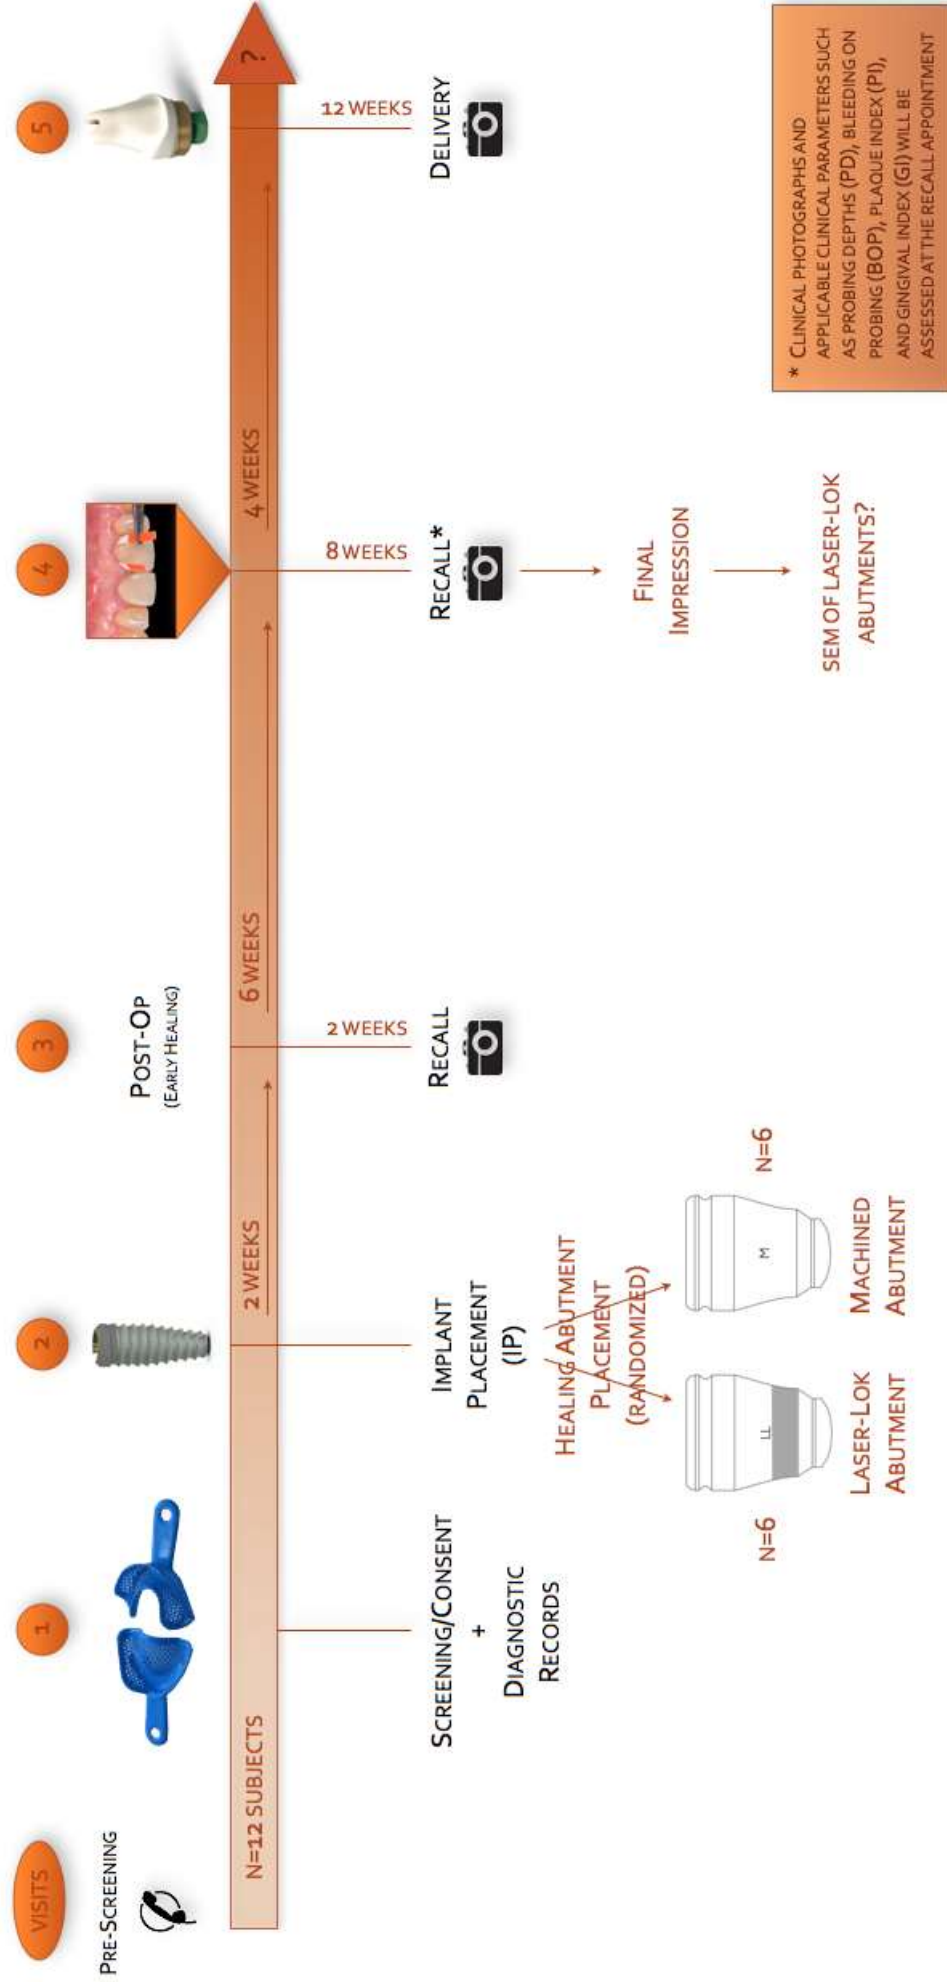 VISITS
1
2
3
4
5
PRE-SCREENING
POST-OP
(EARLY HEALING)
N=12 SUBJECTS
2 WEEKS
6 WEEKS
4 WEEKS
?
2 WEEKS
8 WEEKS
12 WEEKS
SCREENING/CONSENT
+
DIAGNOSTIC
RECORDS
IMPLANT
PLACEMENT
(IP)
HEALING ABUTMENT
PLACEMENT
(RANDOMIZED)
N=6
LL
M
N=6
LASER-LOK
ABUTMENT
MACHINED
ABUTMENT
RECALL
RECALL*
FINAL
IMPRESSION
SEM OF LASER-LOK
ABUTMENTS?
DELIVERY
* CLINICAL PHOTOGRAPHS AND
APPLICABLE CLINICAL PARAMETERS SUCH
AS PROBING DEPTHS (PD), BLEEDING ON
PROBING (BOP), PLAQUE INDEX (PI),
AND GINGIVAL INDEX (GI) WILL BE
ASSESSED AT THE RECALL APPOINTMENT